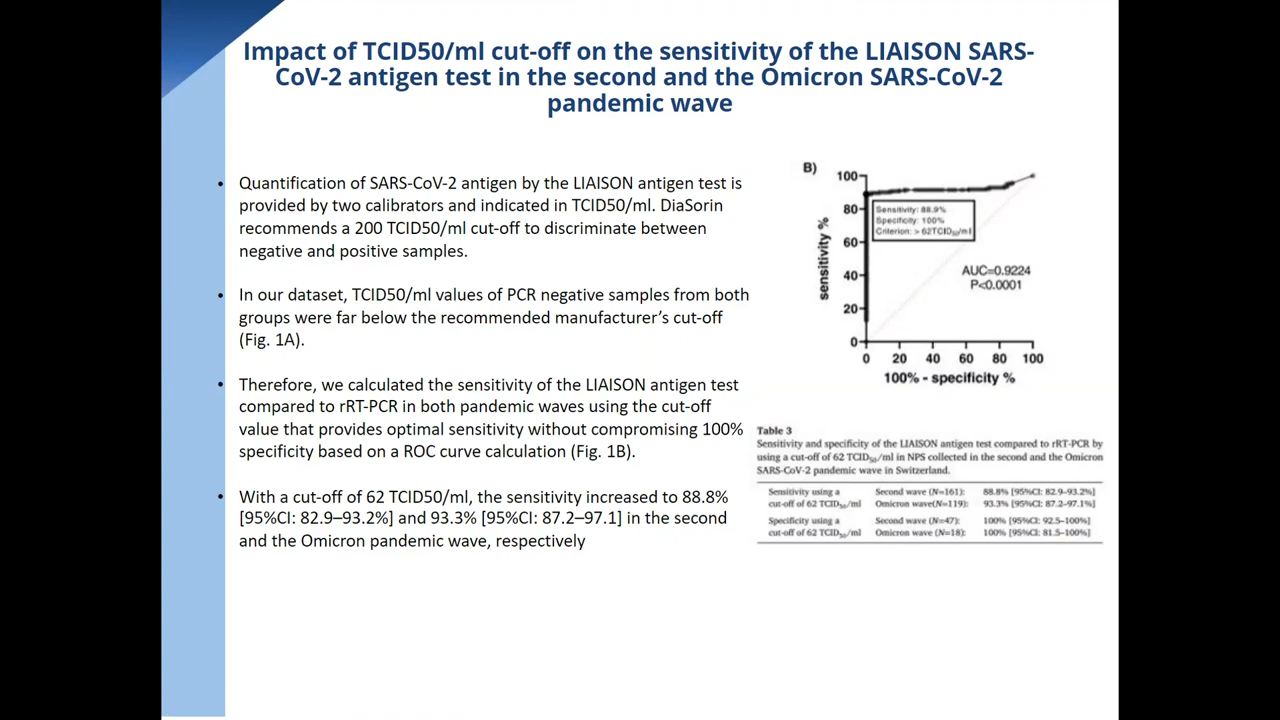 Impact of TCID50/ml cut-off on the sensitivity of the LIAISON SARS-
CoV-2 antigen test in the second and the Omicron SARS-CoV-2
pandemic wave
• Quantification of SARS-CoV-2 antigen by the LIAISON antigen test is
provided by two calibrators and indicated in TCID50/ml. DiaSorin
recommends a 200 TCID50/ml cut-off to discriminate between
negative and positive samples.
• In our dataset, TCID50/ml values of PCR negative samples from both
groups were far below the recommended manufacturer's cut-off
(Fig. 1A).
• Therefore, we calculated the sensitivity of the LIAISON antigen test
compared to rRT-PCR in both pandemic waves using the cut-off
value that provides optimal sensitivity without compromising 100%
specificity based on a ROC curve calculation (Fig. 1B).
• With a cut-off of 62 TCID50/ml, the sensitivity increased to 88.8%
[95%CI: 82.9–93.2%] and 93.3% [95%CI: 87.2–97.1] in the second
and the Omicron pandemic wave, respectively
B)
sensitivity %
100
80
60
40
20
0
Sensitivity: 88.9%
Specificity: 100%
Criterion: > 62TCID50/ml
AUC=0.9224
P<0.0001
0 20 40 60 80 100
100% - specificity %
Table 3
Sensitivity and specificity of the LIAISON antigen test compared to rRT-PCR by
using a cut-off of 62 TCID50/ml in NPS collected in the second and the Omicron
SARS-CoV-2 pandemic wave in Switzerland.
Sensitivity using a Second wave (N=161): 88.8% [95%CI: 82.9–93.2%]
cut-off of 62 TCID50/ml Omicron wave(N=119): 93.3% [95%CI: 87.2–97.1%]
Specificity using a Second wave (N=47): 100% [95%CI: 92.5–100%]
cut-off of 62 TCID50/ml Omicron wave (N=18): 100% [95%CI: 81.5–100%]